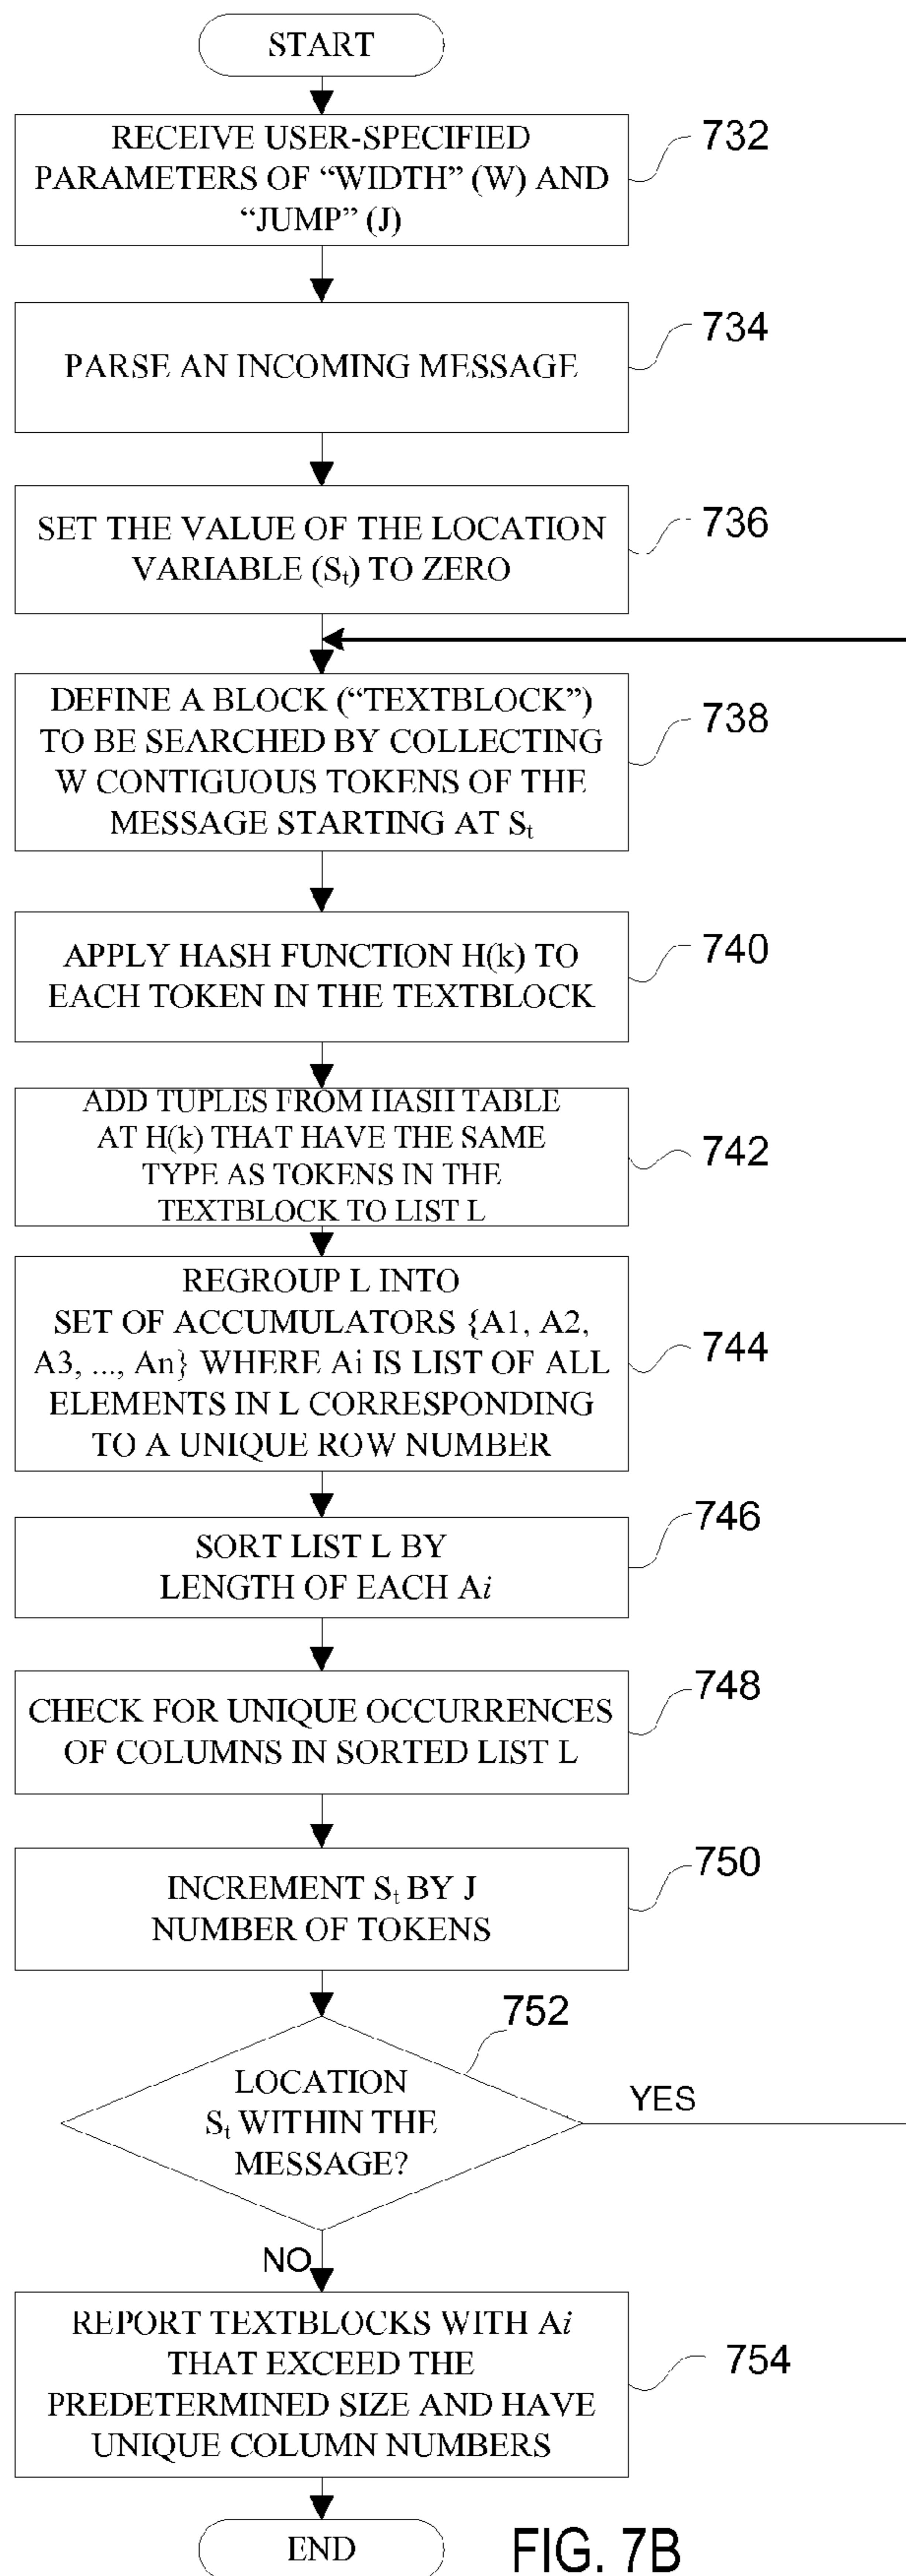 START
RECEIVE USER-SPECIFIED
PARAMETERS OF “WIDTH” (W) AND
“JUMP” (J)
732
PARSE AN INCOMING MESSAGE
734
SET THE VALUE OF THE LOCATION
VARIABLE (St) TO ZERO
736
DEFINE A BLOCK (“TEXTBLOCK”)
TO BE SEARCHED BY COLLECTING
W CONTIGUOUS TOKENS OF THE
MESSAGE STARTING AT St
738
APPLY HASH FUNCTION H(k) TO
EACH TOKEN IN THE TEXTBLOCK
740
ADD TUPLES FROM HASH TABLE
AT H(k) THAT HAVE THE SAME
TYPE AS TOKENS IN THE
TEXTBLOCK TO LIST L
742
REGROUP L INTO
SET OF ACCUMULATORS {A1, A2,
A3, ..., An} WHERE Ai IS LIST OF ALL
ELEMENTS IN L CORRESPONDING
TO A UNIQUE ROW NUMBER
744
SORT LIST L BY
LENGTH OF EACH Ai
746
CHECK FOR UNIQUE OCCURRENCES
OF COLUMNS IN SORTED LIST L
748
INCREMENT St BY J
NUMBER OF TOKENS
750
752
LOCATION
St WITHIN THE
MESSAGE?
YES
NO
REPORT TEXTBLOCKS WITH Ai
THAT EXCEED THE
PREDETERMINED SIZE AND HAVE
UNIQUE COLUMN NUMBERS
754
END
FIG. 7B